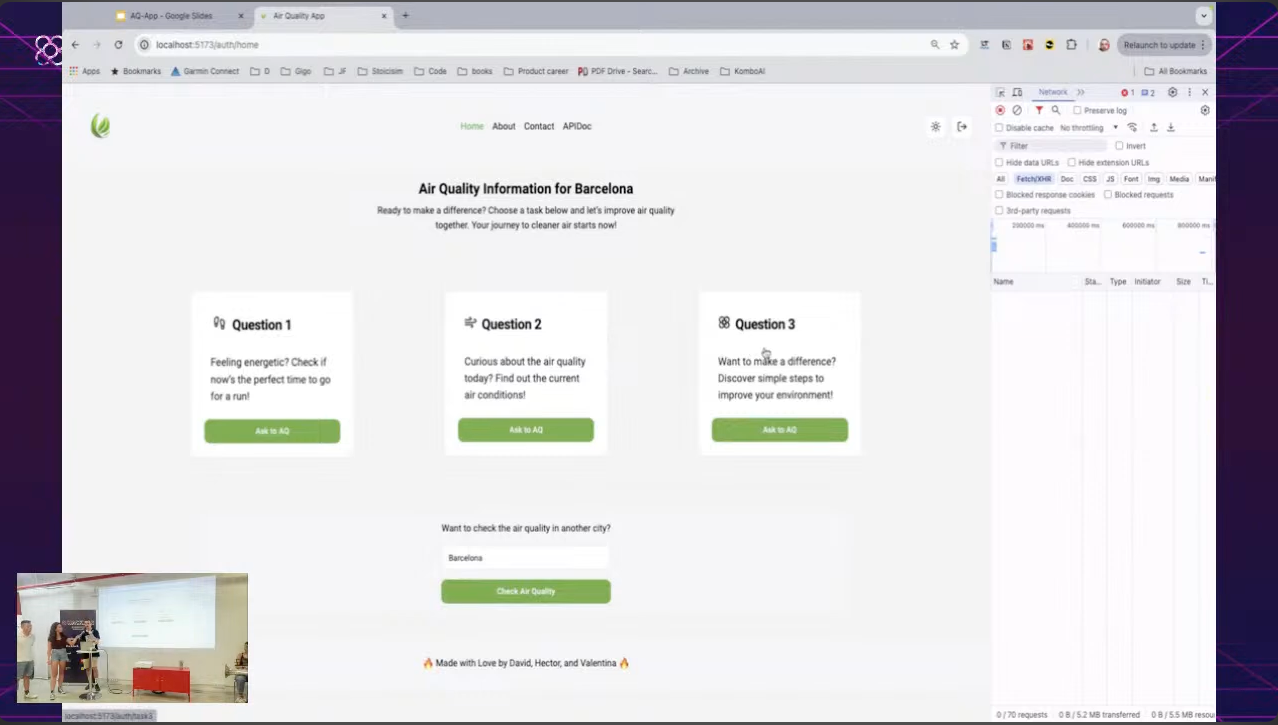 AQ-App - Google Slides
Air Quality App
localhost:5173/auth/home
Relaunch to update
Apps
Bookmarks
Garmin Connect
D
Gigo
JF
Stoicisim
Code
books
Product career
PDF Drive - Searc...
Archive
KomboAI
All Bookmarks
Home About Contact APIDoc
Air Quality Information for Barcelona
Ready to make a difference? Choose a task below and let's improve air quality
together. Your journey to cleaner air starts now!
Question 1
Feeling energetic? Check if
now's the perfect time to go
for a run!
Ask to AQ
Question 2
Curious about the air quality
today? Find out the current
air conditions!
Ask to AQ
Question 3
Want to make a difference?
Discover simple steps to
improve your environment!
Ask to AQ
Want to check the air quality in another city?
Barcelona
Check Air Quality
🔥 Made with Love by David, Hector, and Valentina 🔥
localhost:5173/auth/task3
Network
1
2
Preserve log
Disable cache No throttling
Filter
Invert
Hide data URLs Hide extension URLs
All Fetch/XHR Doc CSS JS Font Img Media Manif
Blocked response cookies Blocked requests
3rd-party requests
200000 ms 400000 ms 600000 ms 800000 ms
Name Sta... Type Initiator Size Ti...
0 / 70 requests 0 B / 5.2 MB transferred 0 B / 5.5 MB resou